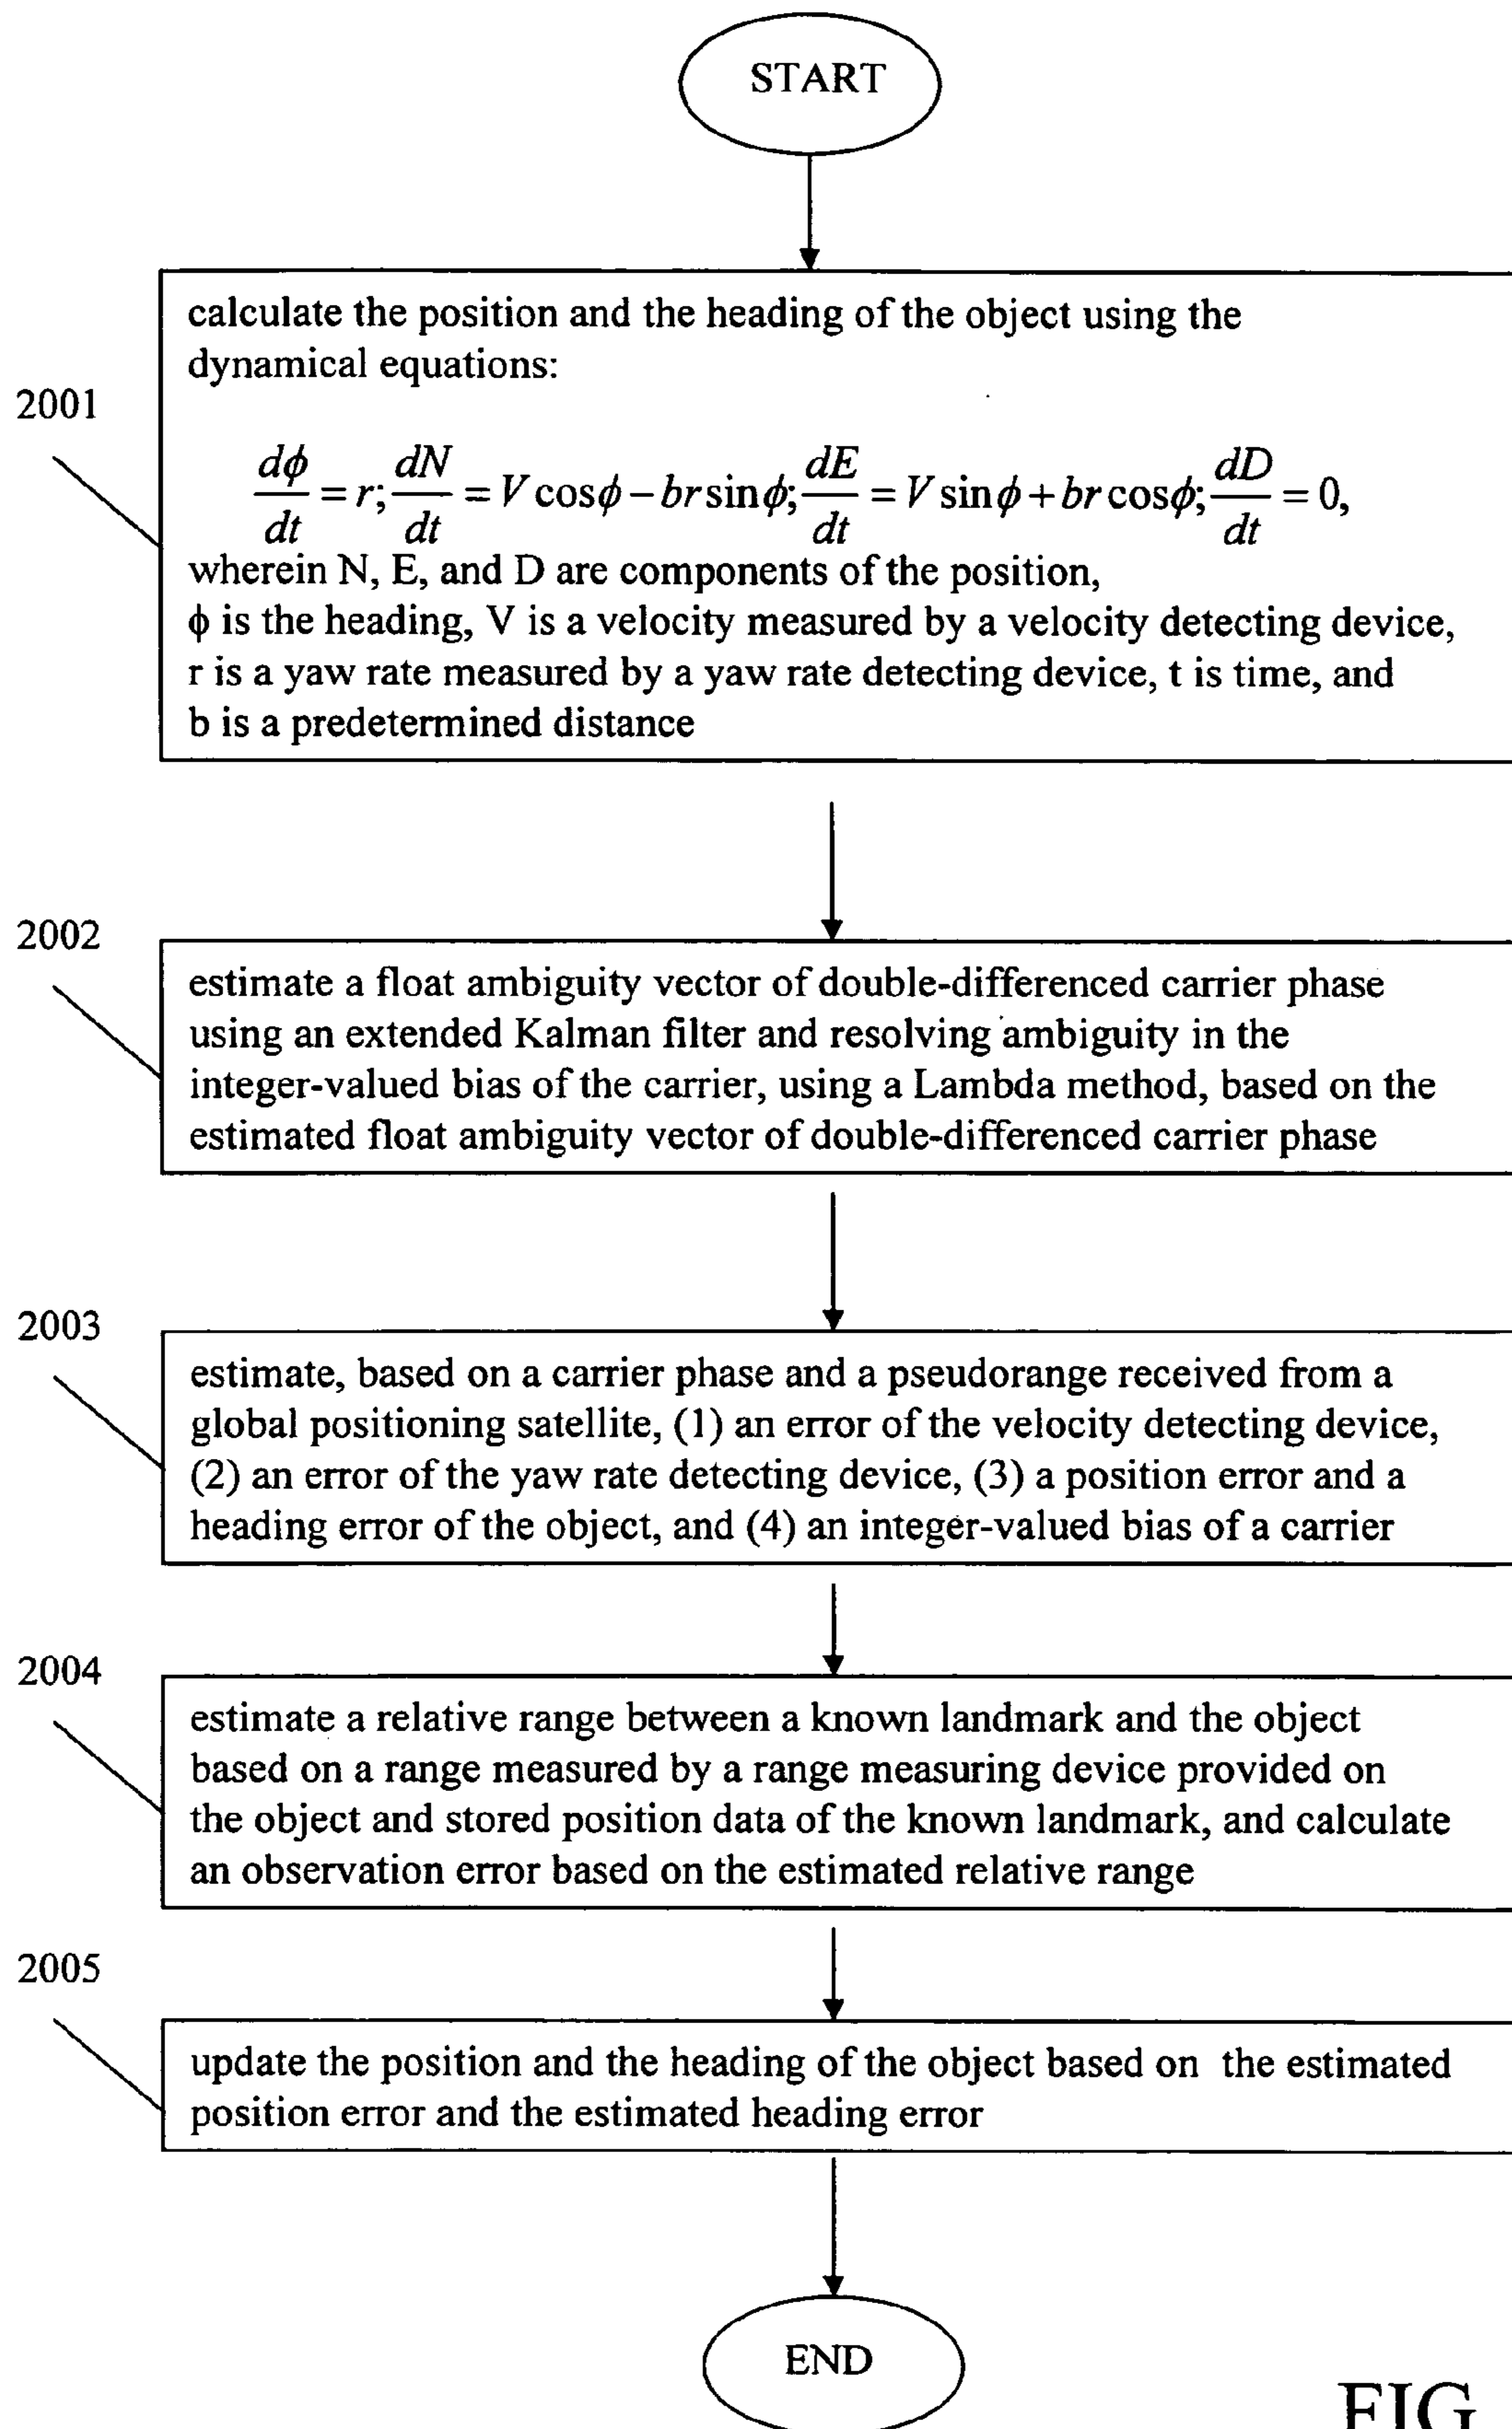 START
2001
calculate the position and the heading of the object using the
dynamical equations:
dϕ/dt = r; dN/dt = V cosϕ − br sinϕ; dE/dt = V sinϕ + br cosϕ; dD/dt = 0,
wherein N, E, and D are components of the position,
ϕ is the heading, V is a velocity measured by a velocity detecting device,
r is a yaw rate measured by a yaw rate detecting device, t is time, and
b is a predetermined distance
2002
estimate a float ambiguity vector of double-differenced carrier phase
using an extended Kalman filter and resolving ambiguity in the
integer-valued bias of the carrier, using a Lambda method, based on the
estimated float ambiguity vector of double-differenced carrier phase
2003
estimate, based on a carrier phase and a pseudorange received from a
global positioning satellite, (1) an error of the velocity detecting device,
(2) an error of the yaw rate detecting device, (3) a position error and a
heading error of the object, and (4) an integer-valued bias of a carrier
2004
estimate a relative range between a known landmark and the object
based on a range measured by a range measuring device provided on
the object and stored position data of the known landmark, and calculate
an observation error based on the estimated relative range
2005
update the position and the heading of the object based on the estimated
position error and the estimated heading error
END
FIG